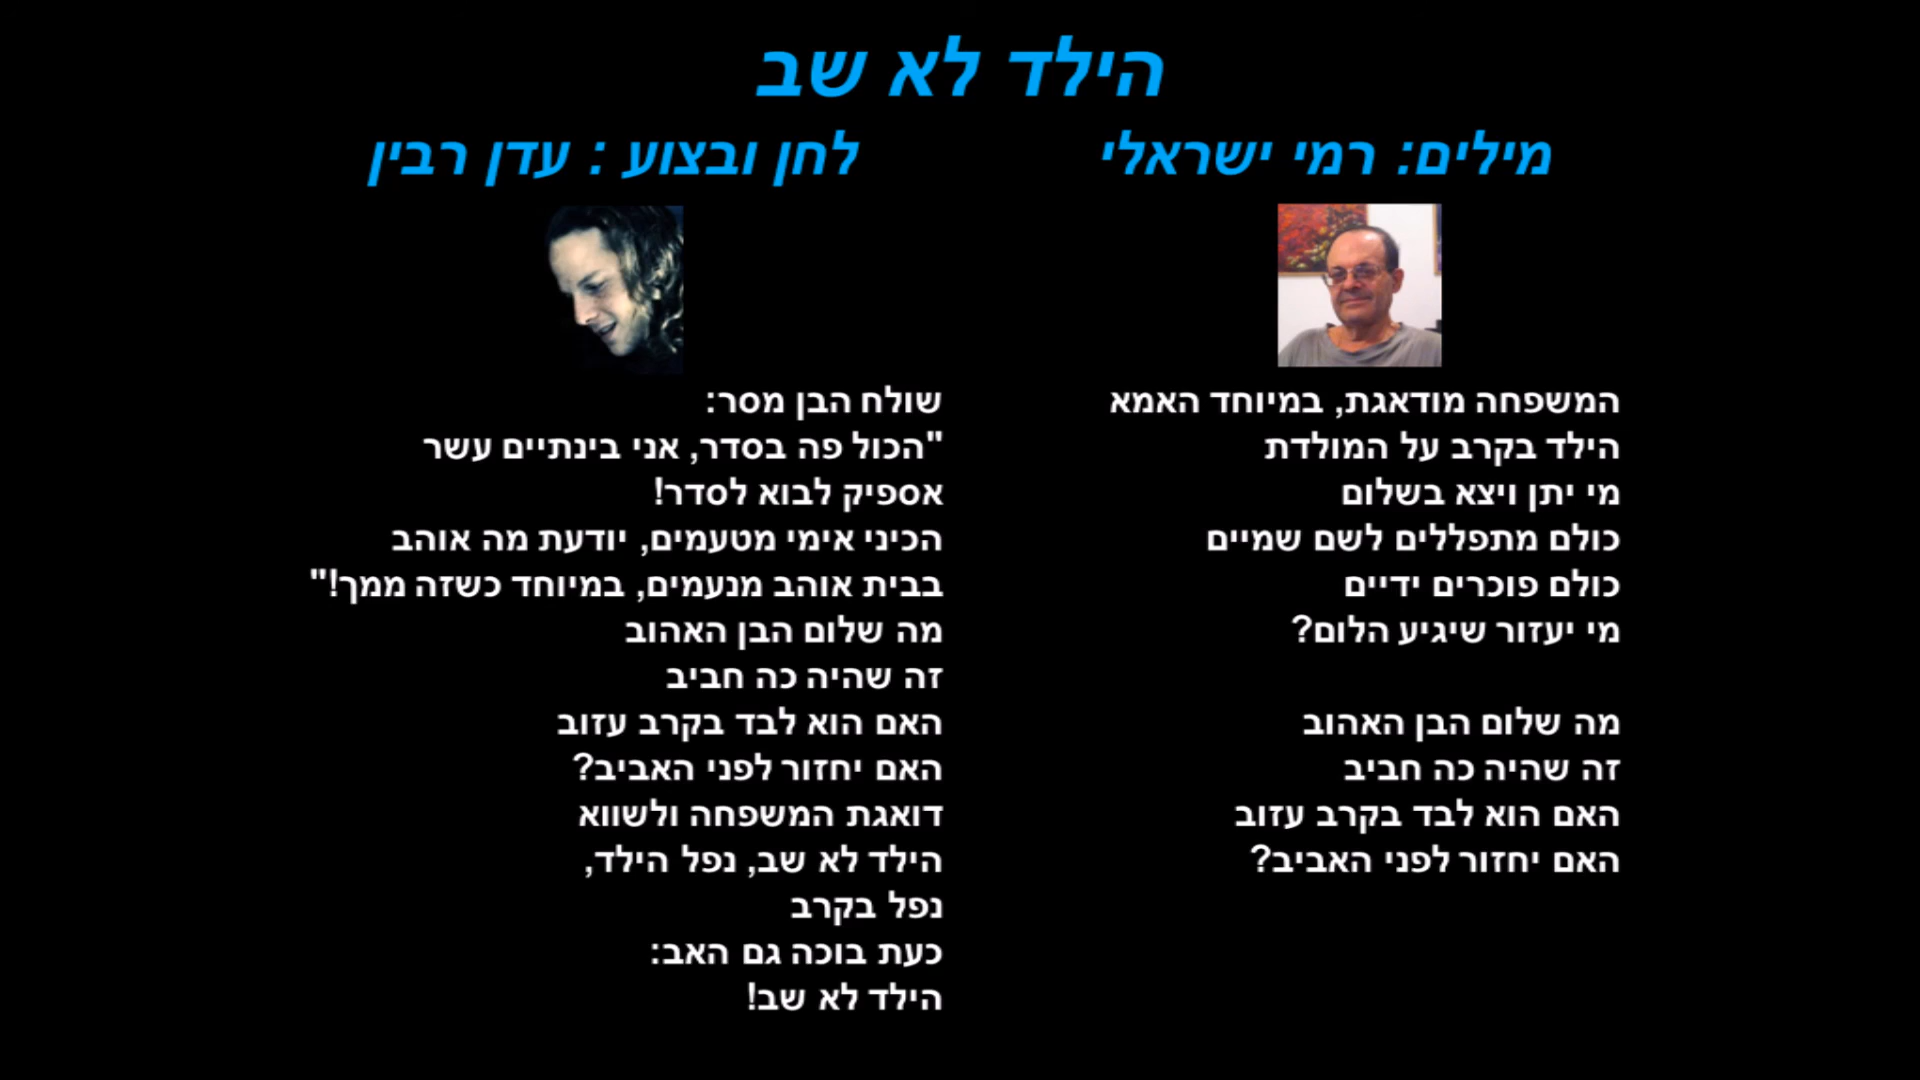 הילד לא שב
מילים: רמי ישראלי
לחן ובצוע : עדן רבין
המשפחה מודאגת, במיוחד האמא
הילד בקרב על המולדת
מי יתן ויצא בשלום
כולם מתפללים לשם שמיים
כולם פוכרים ידיים
מי יעזור שיגיע הלום?
מה שלום הבן האהוב
זה שהיה כה חביב
האם הוא לבד בקרב עזוב
האם יחזור לפני האביב?
שולח הבן מסר:
"הכול פה בסדר, אני בינתיים עשר
אספיק לבוא לסדר!
הכיני אימי מטעמים, יודעת מה אוהב
בבית אוהב מנעמים, במיוחד כשזה ממך!"
מה שלום הבן האהוב
זה שהיה כה חביב
האם הוא לבד בקרב עזוב
האם יחזור לפני האביב?
דואגת המשפחה ולשווא
הילד לא שב, נפל הילד,
נפל בקרב
כעת בוכה גם האב:
הילד לא שב!